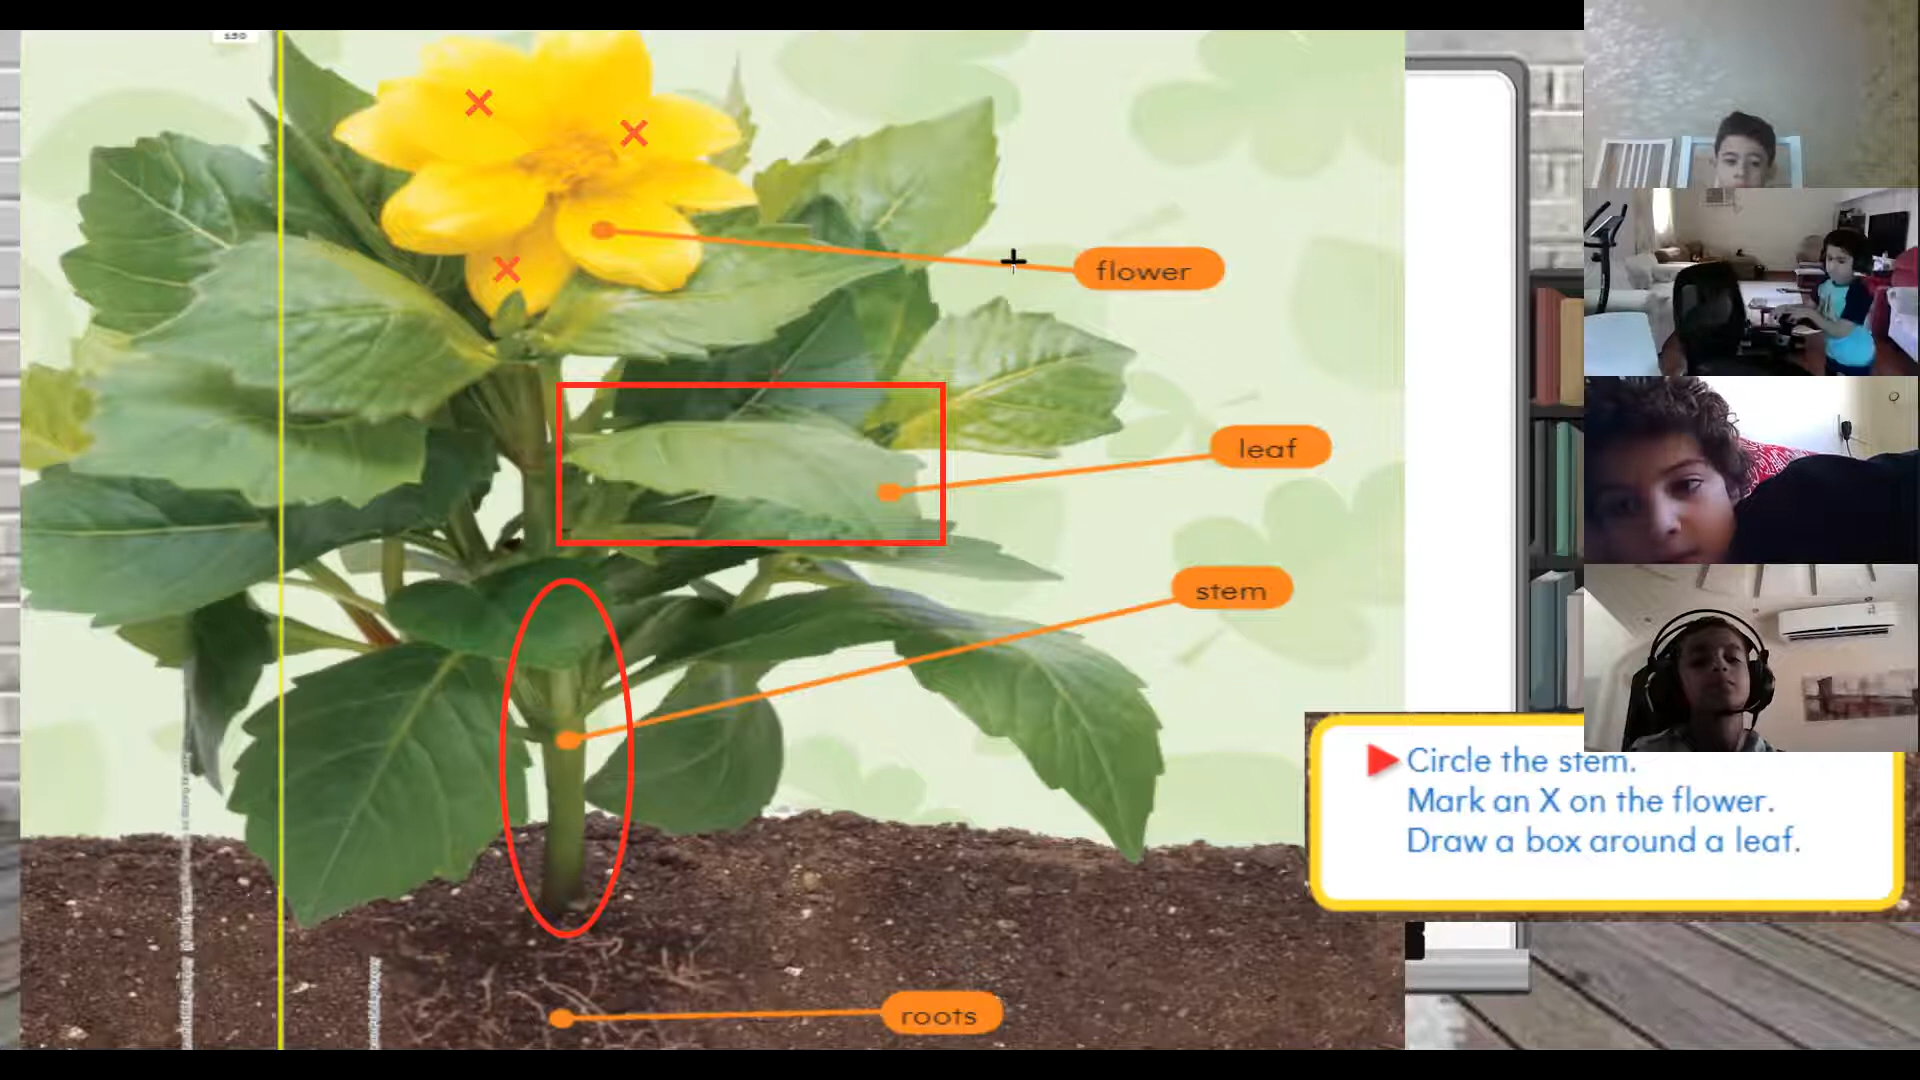 flower
leaf
stem
roots
Circle the stem.
Mark an X on the flower.
Draw a box around a leaf.